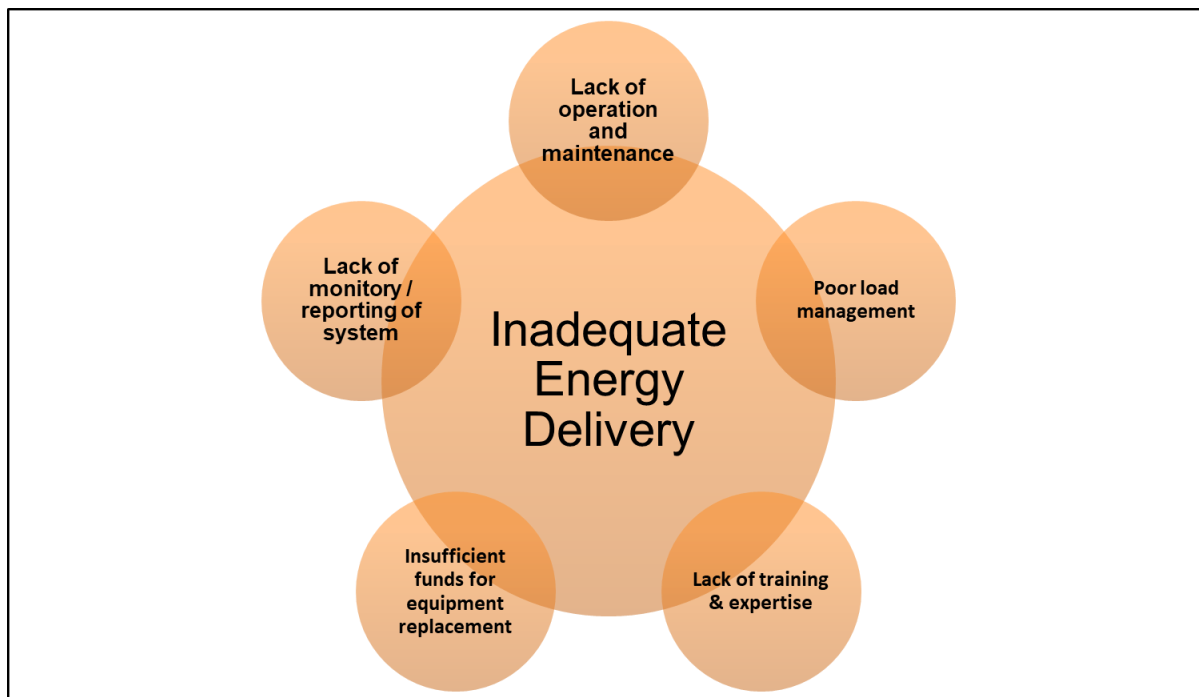 Lack of
operation
and
maintenance
Lack of
monitory /
reporting of
system
Poor load
management
Inadequate
Energy
Delivery
Insufficient
funds for
equipment
replacement
Lack of training
& expertise